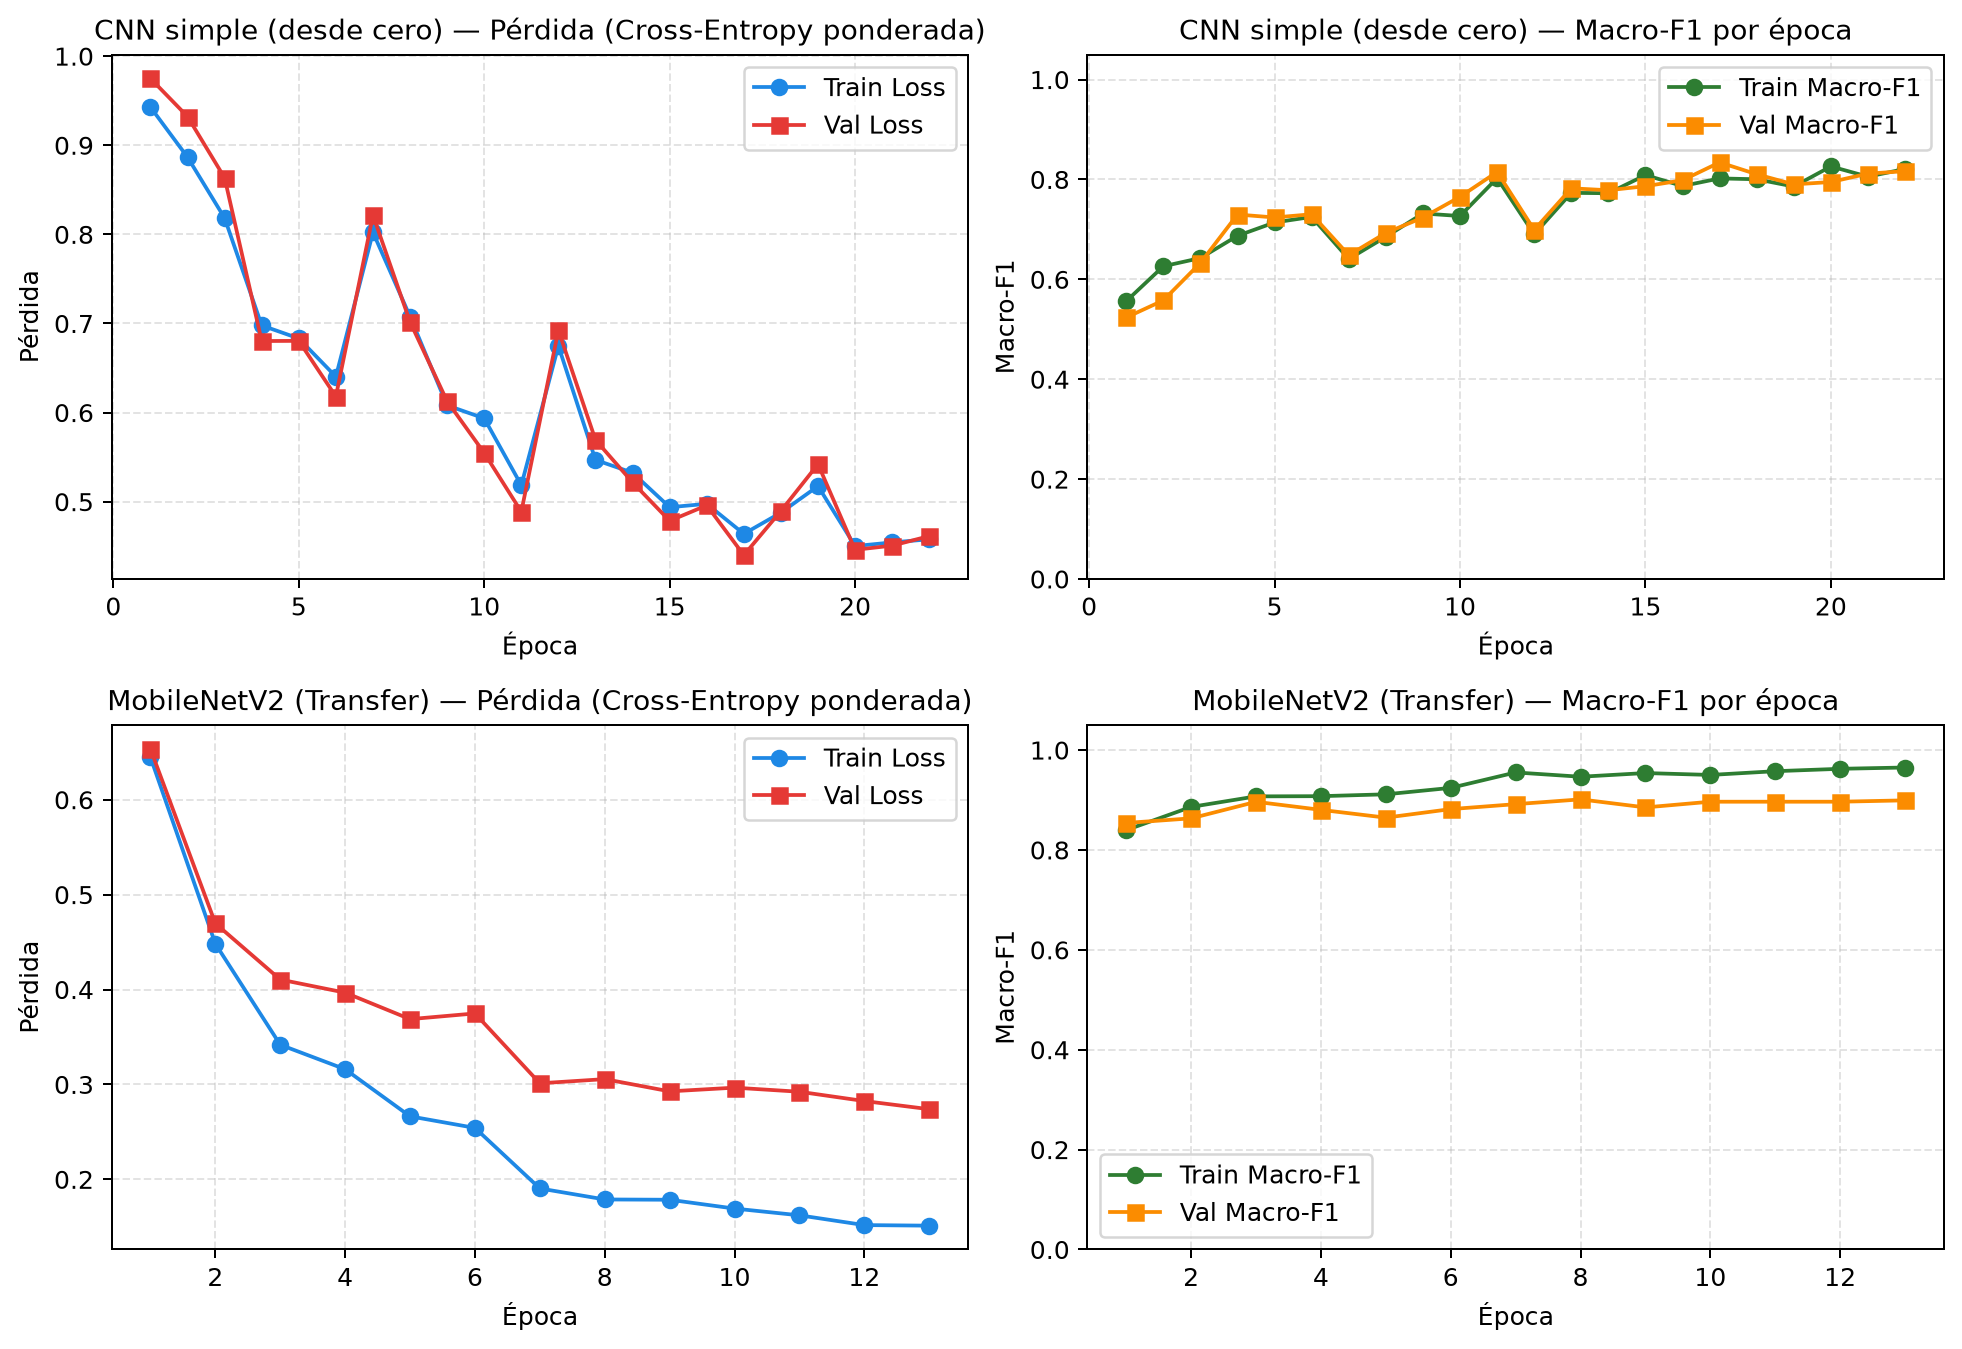 CNN simple (desde cero) — Pérdida (Cross-Entropy ponderada)
1.0
0.9
0.8
0.7
0.6
0.5
Pérdida
Train Loss
Val Loss
0 5 10 15 20
Época
CNN simple (desde cero) — Macro-F1 por época
1.0
0.8
0.6
0.4
0.2
0.0
Macro-F1
Train Macro-F1
Val Macro-F1
0 5 10 15 20
Época
MobileNetV2 (Transfer) — Pérdida (Cross-Entropy ponderada)
0.6
0.5
0.4
0.3
0.2
Pérdida
Train Loss
Val Loss
2 4 6 8 10 12
Época
MobileNetV2 (Transfer) — Macro-F1 por época
1.0
0.8
0.6
0.4
0.2
0.0
Macro-F1
Train Macro-F1
Val Macro-F1
2 4 6 8 10 12
Época